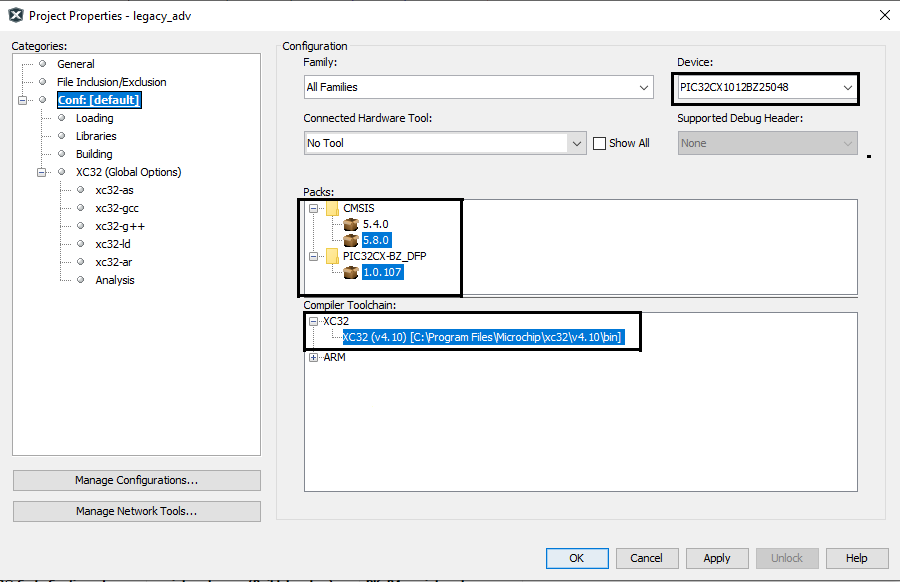 Project Properties - legacy_adv
Categories:
General
File Inclusion/Exclusion
Conf: [default]
Loading
Libraries
Building
XC32 (Global Options)
xc32-as
xc32-gcc
xc32-g++
xc32-ld
xc32-ar
Analysis
Manage Configurations...
Manage Network Tools...
Configuration
Family:
Device:
All Families
PIC32CX1012BZ25048
Connected Hardware Tool:
Supported Debug Header:
No Tool
Show All
None
Packs:
CMSIS
5.4.0
5.8.0
PIC32CX-BZ_DFP
1.0.107
Compiler Toolchain:
XC32
XC32 (v4.10) [C:\Program Files\Microchip\xc32\v4.10\bin]
ARM
OK
Cancel
Apply
Unlock
Help